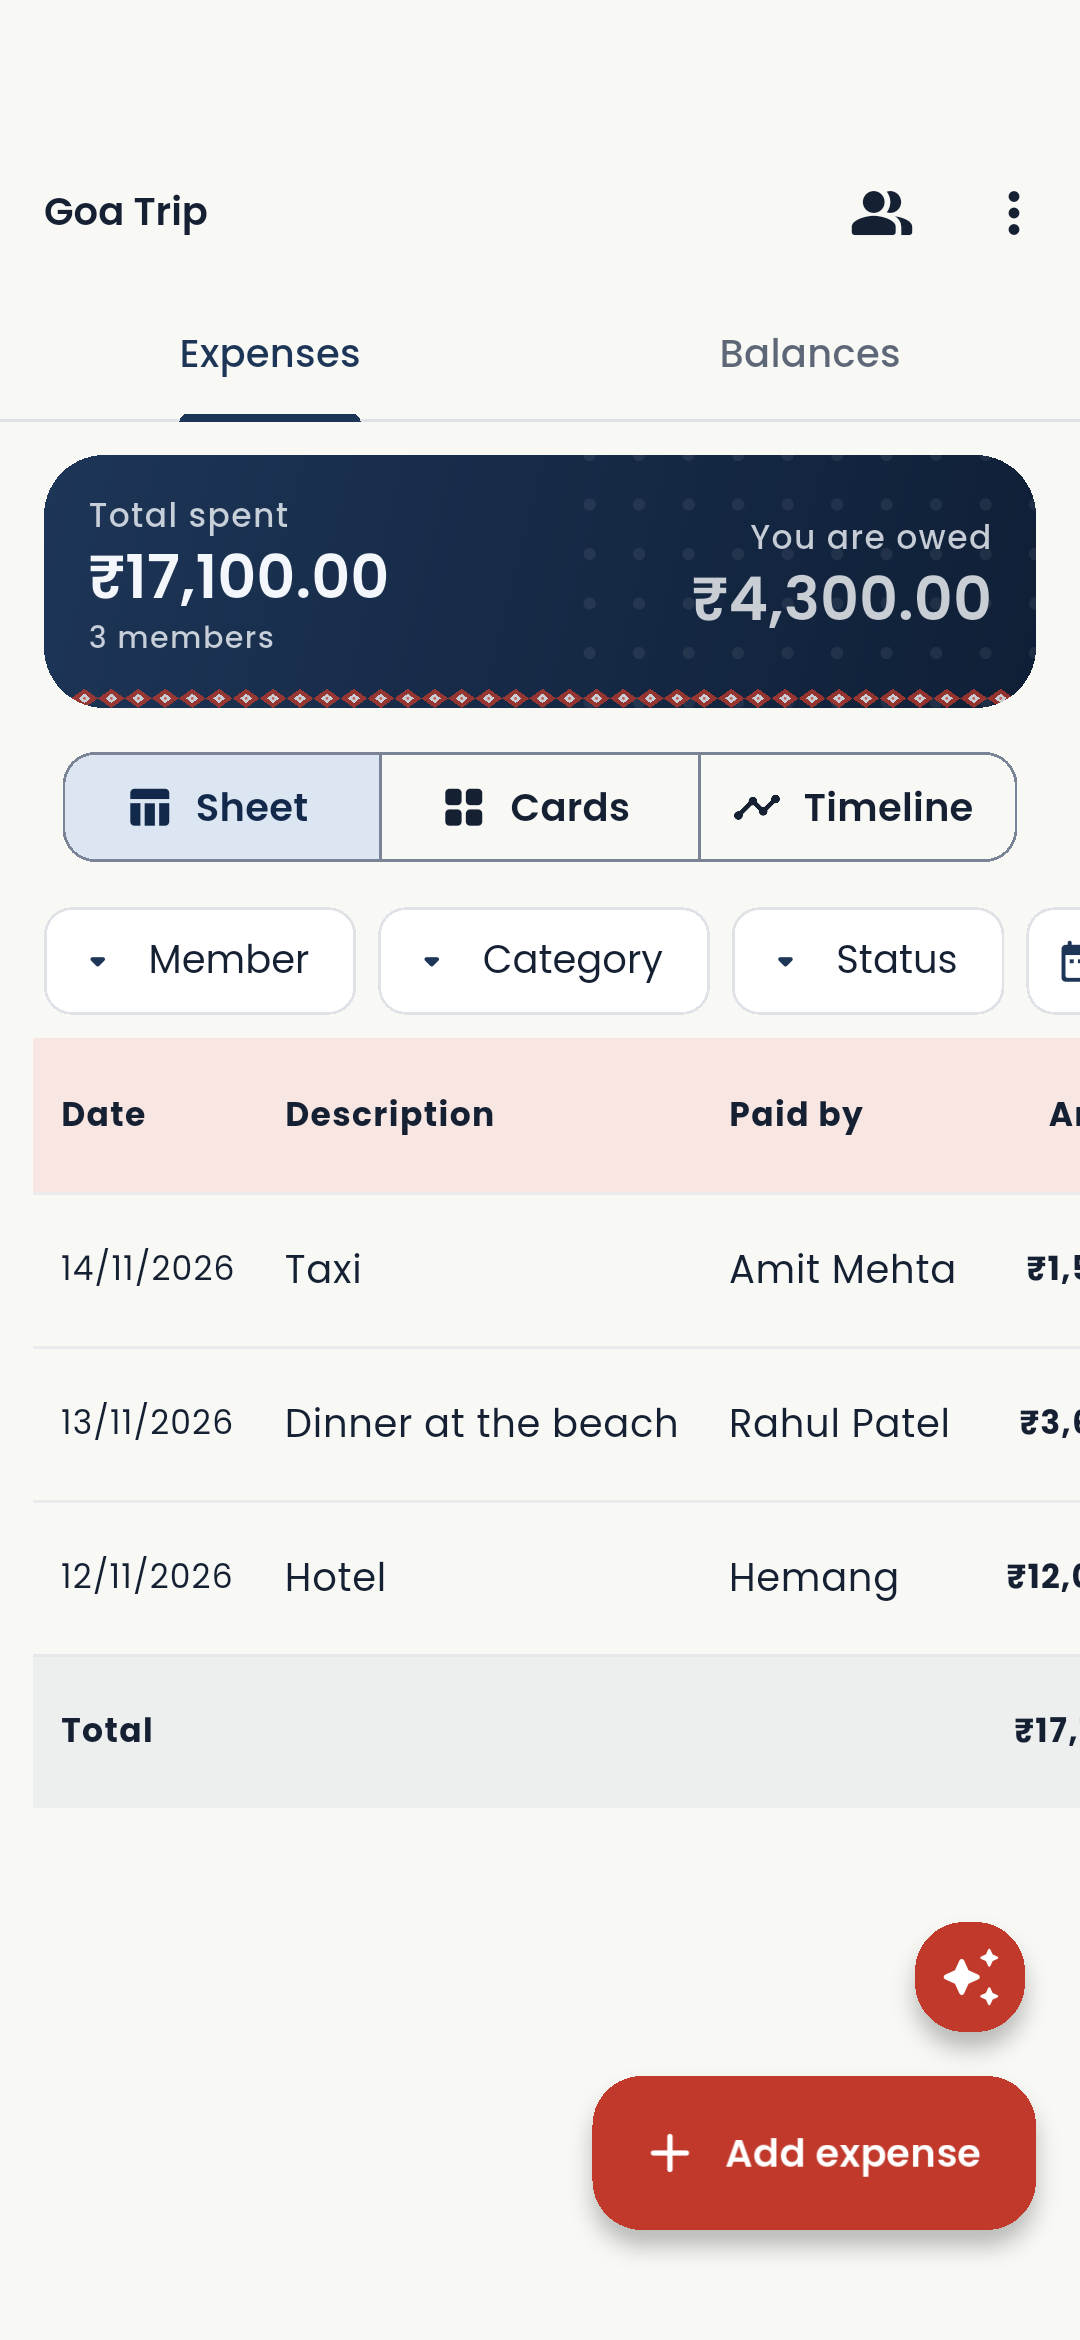 Goa Trip
Expenses Balances
Total spent
₹17,100.00
3 members
You are owed
₹4,300.00
Sheet Cards Timeline
Member Category Status
Date Description Paid by
14/11/2026 Taxi Amit Mehta
13/11/2026 Dinner at the beach Rahul Patel
12/11/2026 Hotel Hemang
Total
Add expense